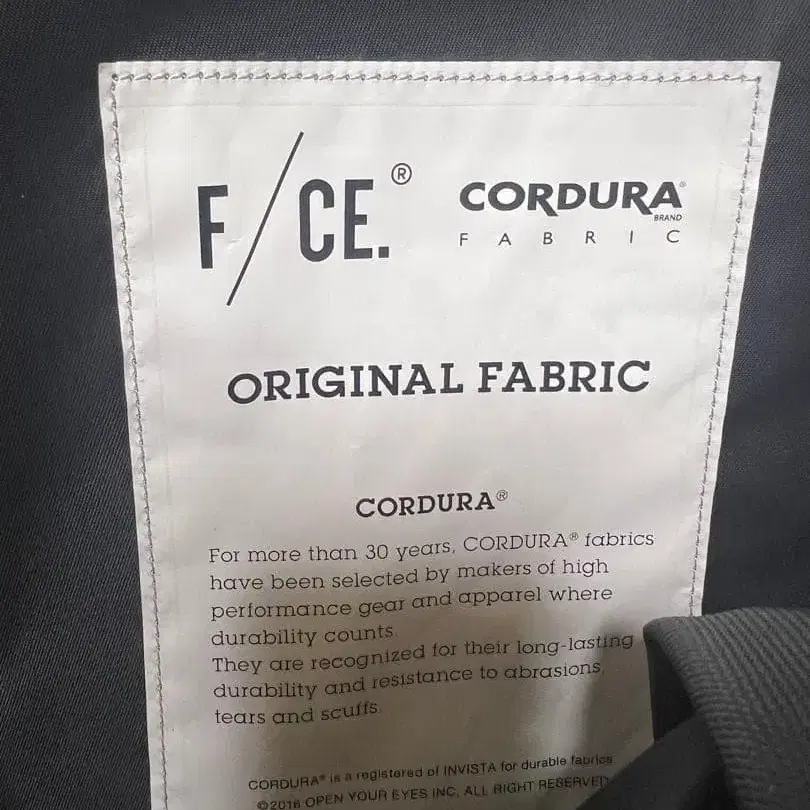 F/CE.®
CORDURA®
BRAND
FABRIC
ORIGINAL FABRIC
CORDURA®
For more than 30 years, CORDURA® fabrics
have been selected by makers of high
performance gear and apparel where
durability counts.
They are recognized for their long-lasting
durability and resistance to abrasions,
tears and scuffs.
CORDURA® is a registered of INVISTA for durable fabrics
©2016 OPEN YOUR EYES INC, ALL RIGHT RESERVED